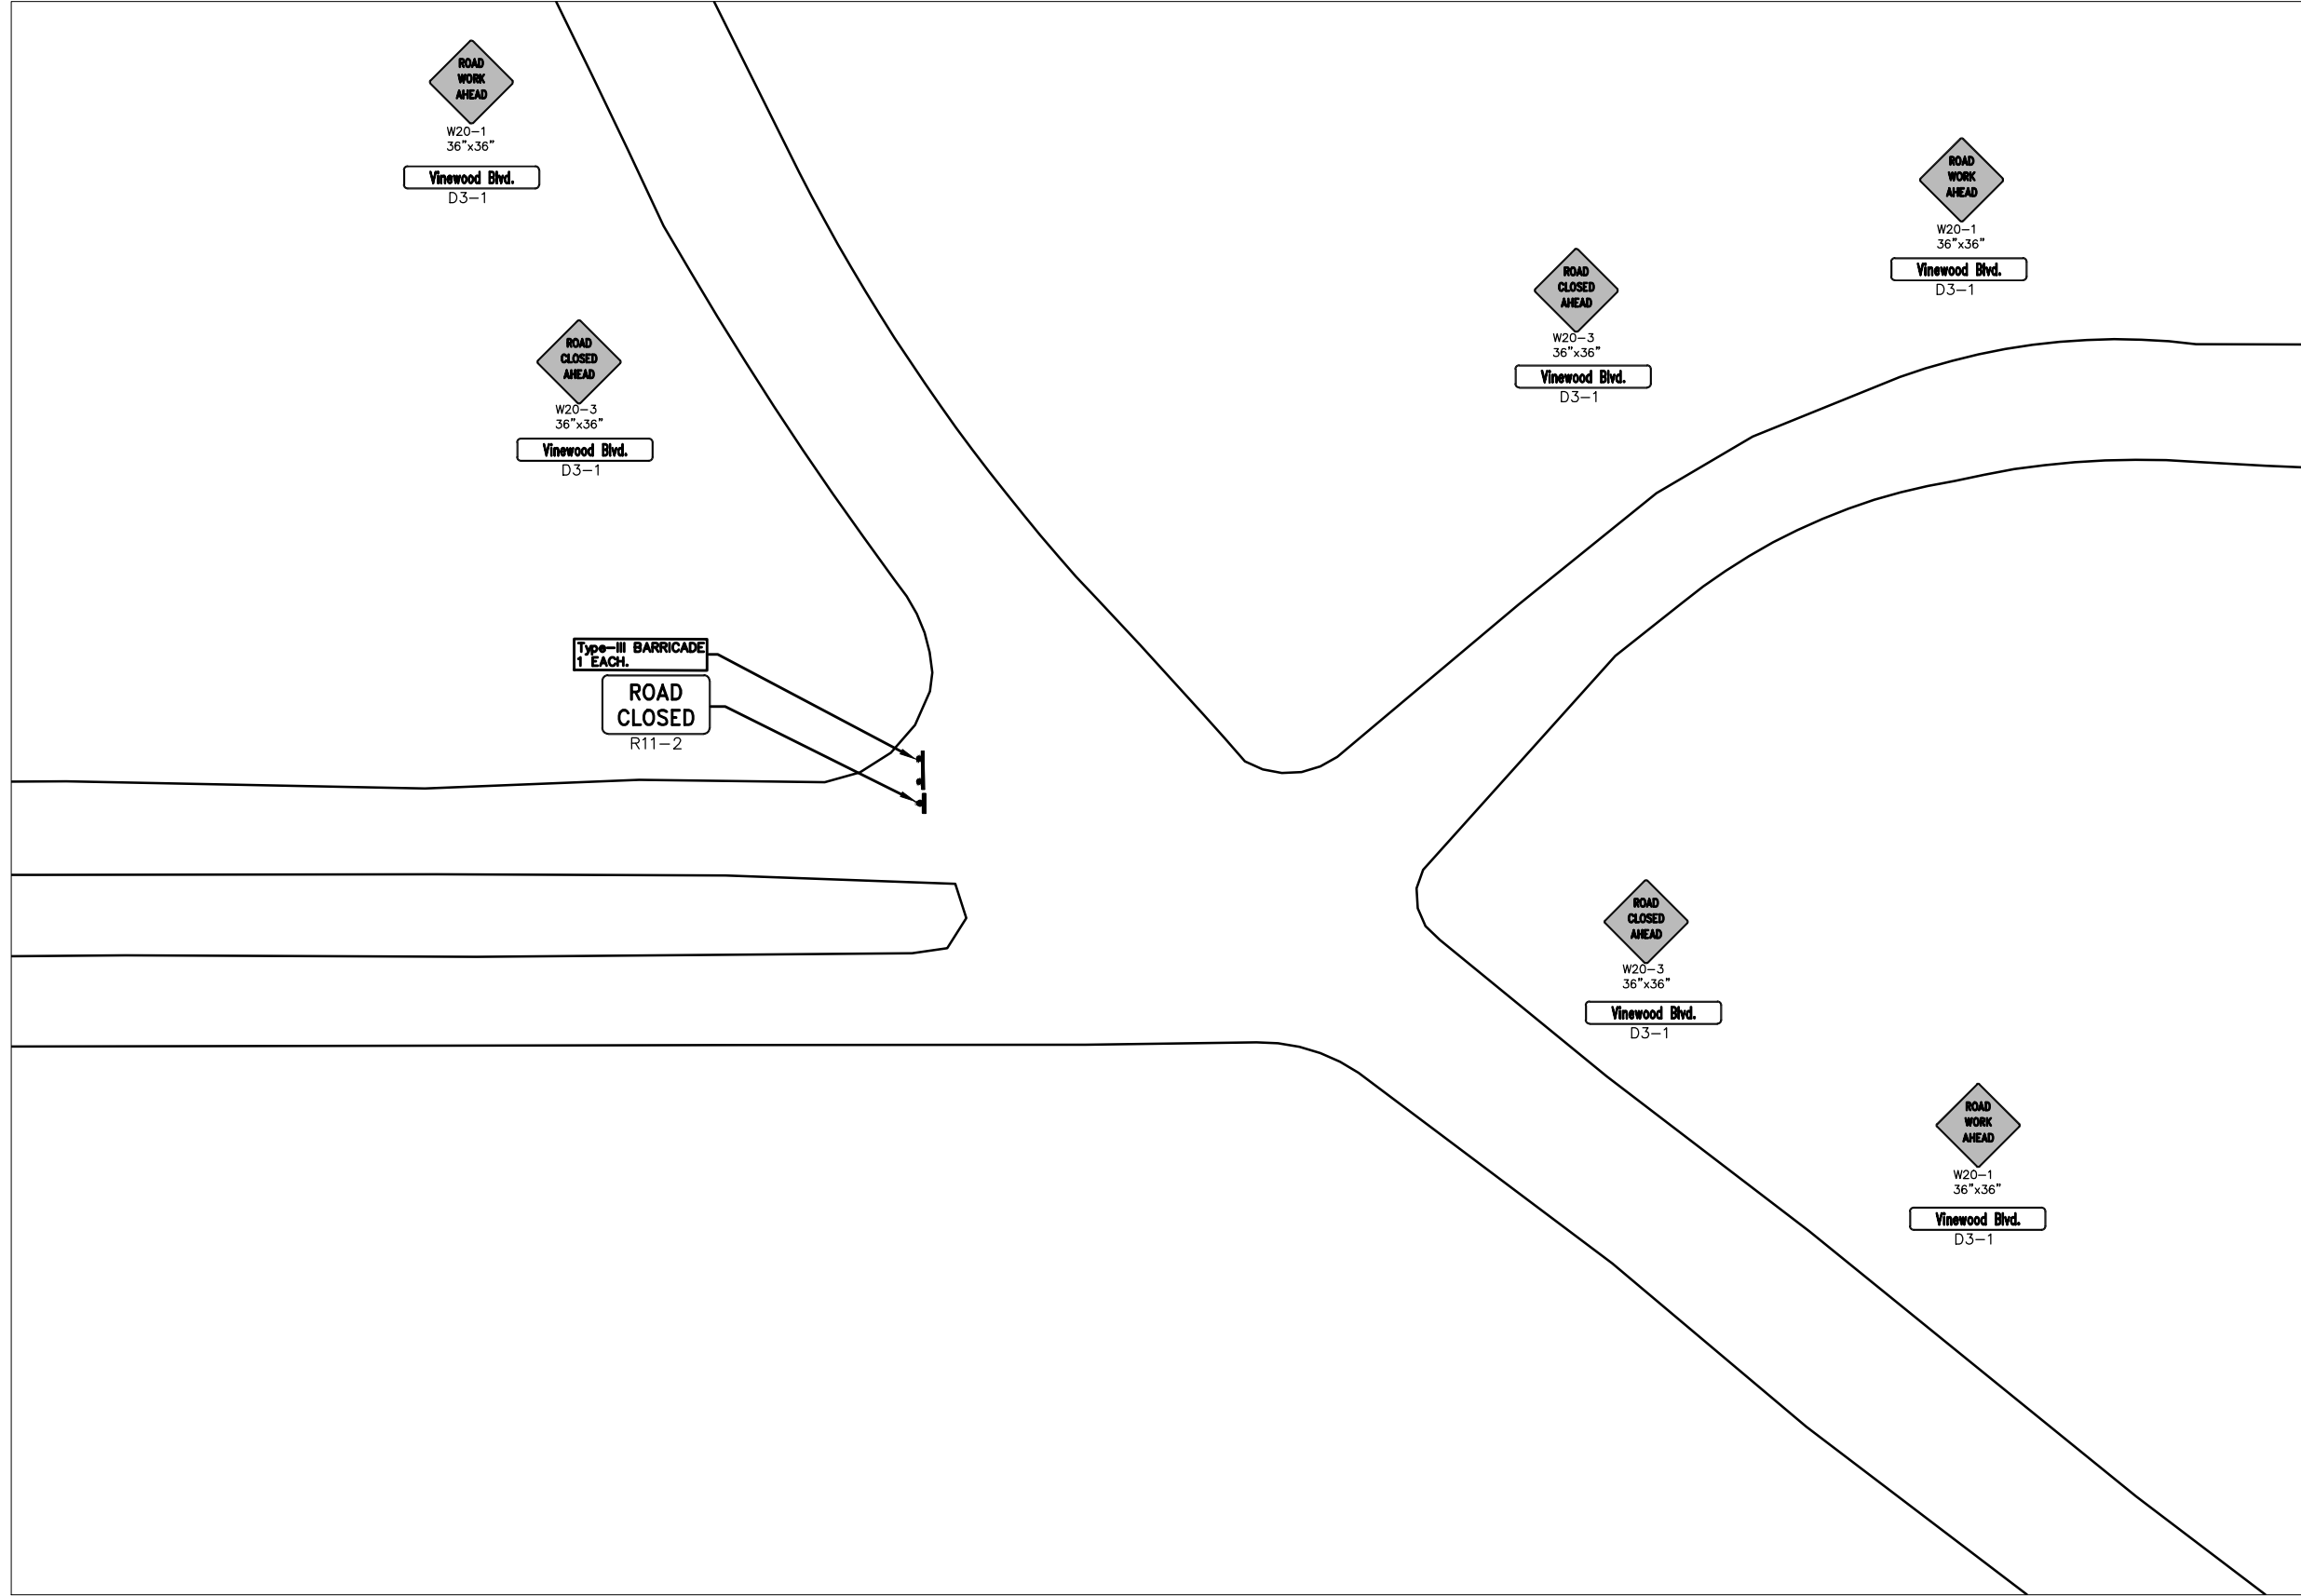 ROAD
WORK
AHEAD
W20-1
36"x36"
Vinewood Blvd.
D3-1
ROAD
CLOSED
AHEAD
W20-3
36"x36"
Vinewood Blvd.
D3-1
ROAD
CLOSED
AHEAD
W20-3
36"x36"
Vinewood Blvd.
D3-1
ROAD
WORK
AHEAD
W20-1
36"x36"
Vinewood Blvd.
D3-1
Type-III BARRICADE
1 EACH.
ROAD
CLOSED
R11-2
ROAD
CLOSED
AHEAD
W20-3
36"x36"
Vinewood Blvd.
D3-1
ROAD
WORK
AHEAD
W20-1
36"x36"
Vinewood Blvd.
D3-1